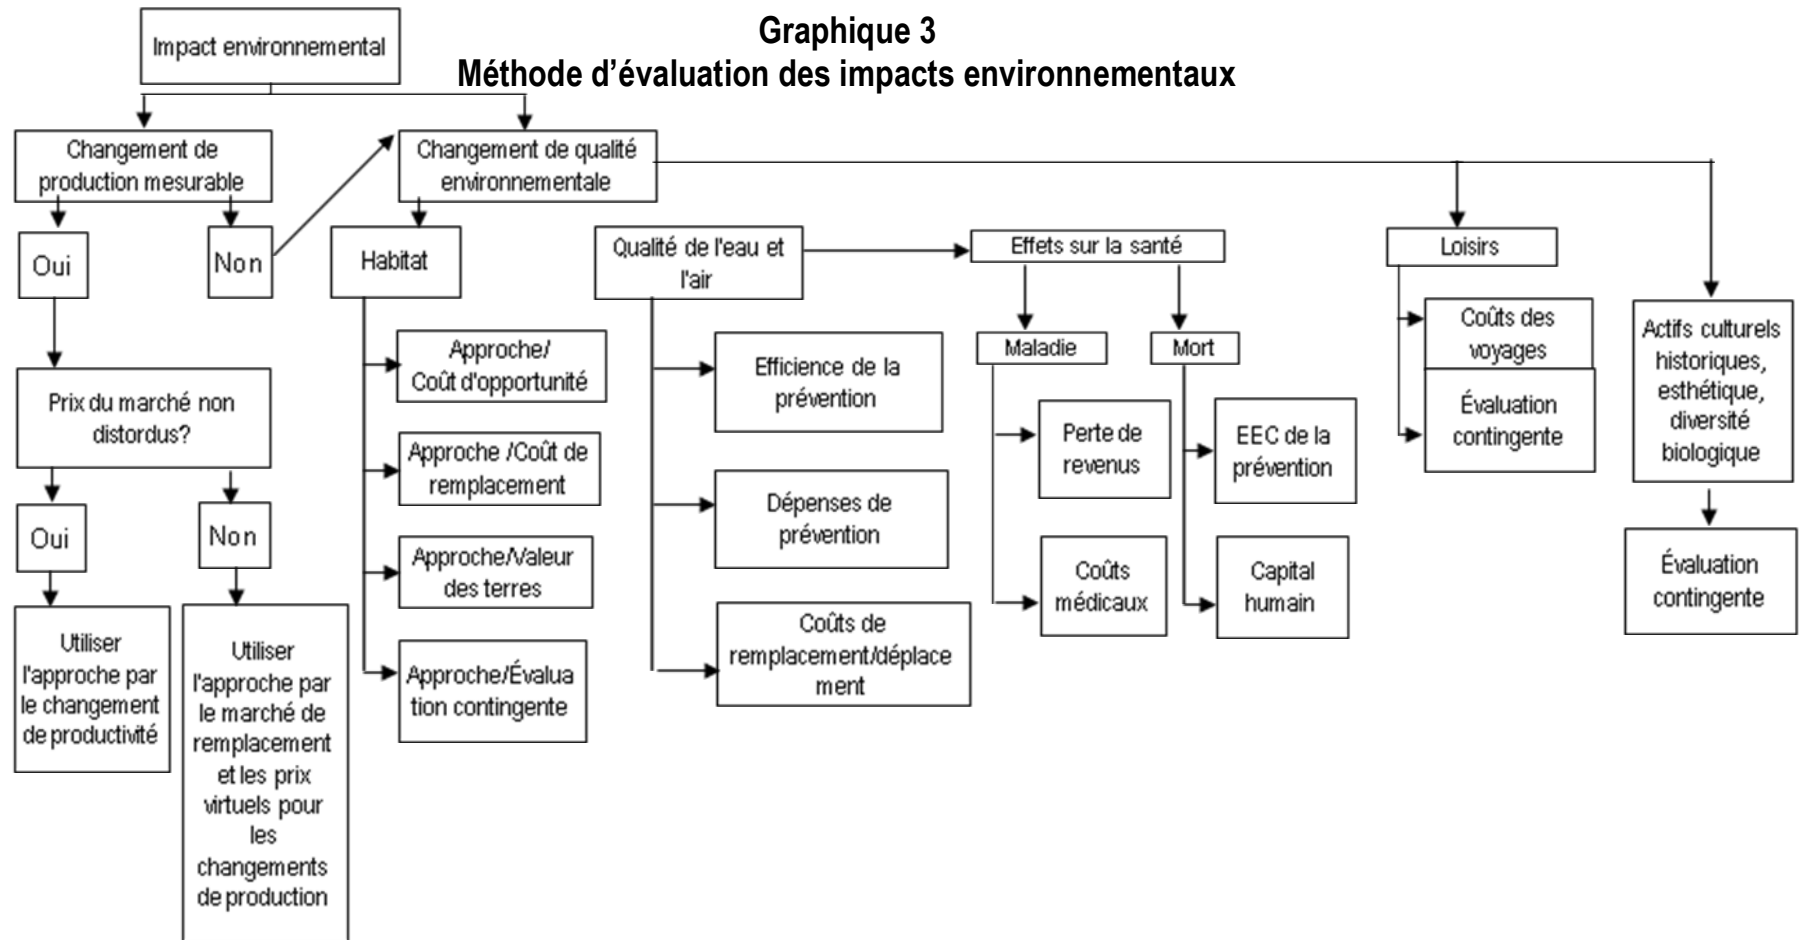 Graphique 3
Méthode d’évaluation des impacts environnementaux
Impact environnemental
Changement de
production mesurable
Changement de qualité
environnementale
Oui
Non
Habitat
Qualité de l'eau et
l'air
Effets sur la santé
Loisirs
Prix du marché non
distordus?
Oui
Non
Utiliser
l'approche par
le changement
de productivité
Utiliser
l'approche par
le marché de
remplacement
et les prix
virtuels pour
les
changements
de production
Approche/
Coût d'opportunité
Approche /Coût de
remplacement
Approche/Valeur
des terres
Approche/Évalua
tion contingente
Efficience de la
prévention
Dépenses de
prévention
Coûts de
remplacement/déplace
ment
Maladie
Mort
Perte de
revenus
Coûts
médicaux
EEC de la
prévention
Capital
humain
Coûts des
voyages
Évaluation
contingente
Actifs culturels
historiques,
esthétique,
diversité
biologique
Évaluation
contingente